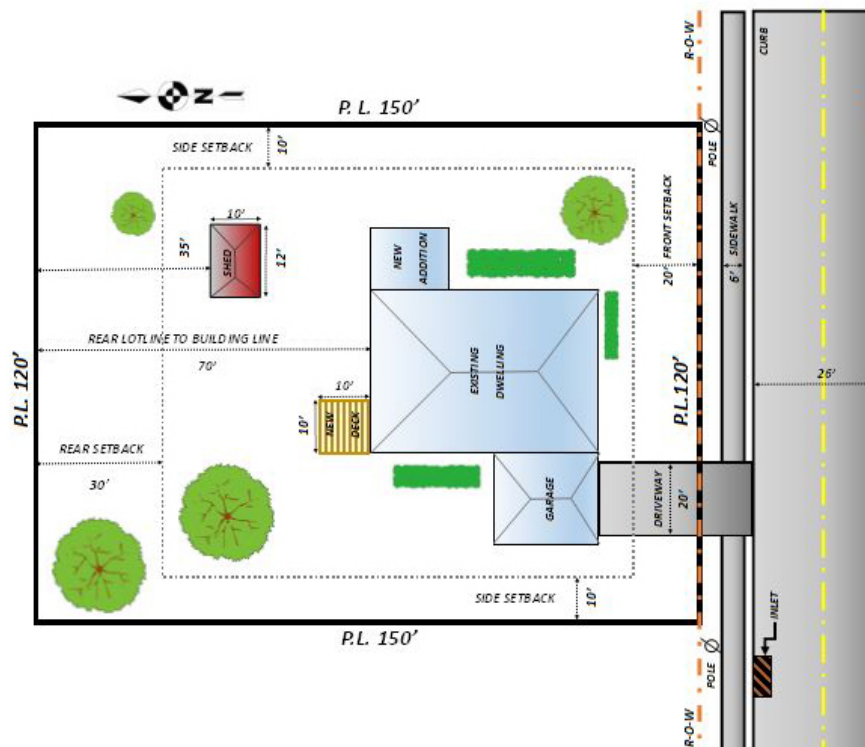 R-O-W
CURB
N
P. L. 150'
POLE
SIDE SETBACK
10'
SIDEWALK
6'
FRONT SETBACK
20'
10'
35'
SHED
12'
NEW
ADDITION
REAR LOTLINE TO BUILDING LINE
70'
EXISTING
DWELLING
P.L. 120'
P.L.120'
26'
10'
10'
NEW
DECK
REAR SETBACK
30'
GARAGE
DRIVEWAY
20'
SIDE SETBACK
10'
INLET
P.L. 150'
POLE
R-O-W